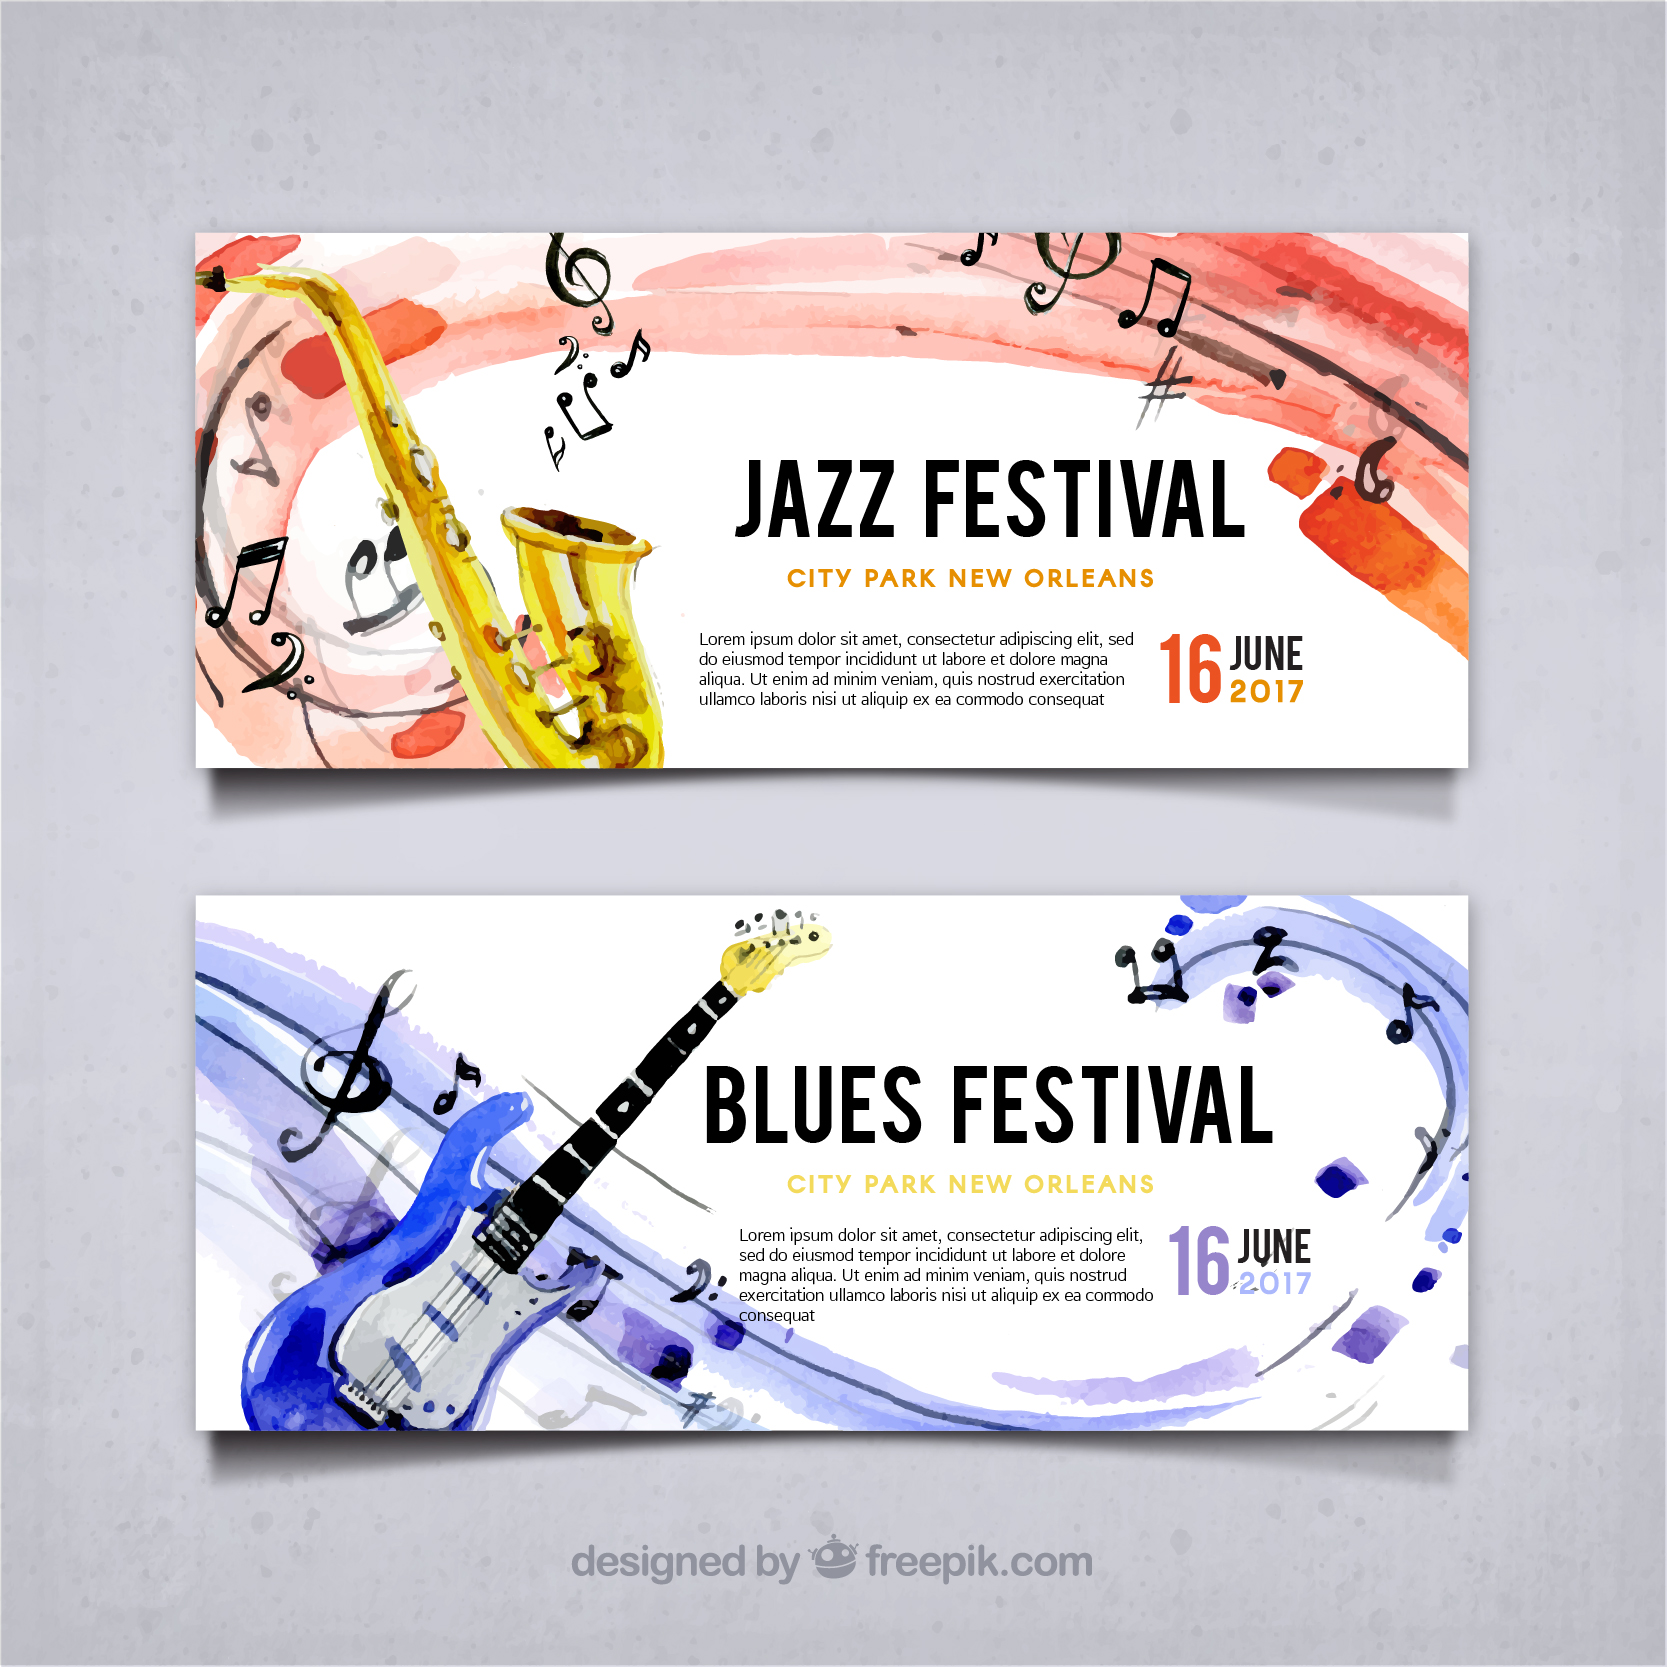 JAZZ FESTIVAL
CITY PARK NEW ORLEANS
Lorem ipsum dolor sit amet, consectetur adipiscing elit, sed
do eiusmod tempor incididunt ut labore et dolore magna
aliqua. Ut enim ad minim veniam, quis nostrud exercitation
ullamco laboris nisi ut aliquip ex ea commodo consequat
16 JUNE
2017
BLUES FESTIVAL
CITY PARK NEW ORLEANS
Lorem ipsum dolor sit amet, consectetur adipiscing elit,
sed do eiusmod tempor incididunt ut labore et dolore
magna aliqua. Ut enim ad minim veniam, quis nostrud
exercitation ullamco laboris nisi ut aliquip ex ea commodo
consequat
16 JUNE
2017
designed by freepik.com